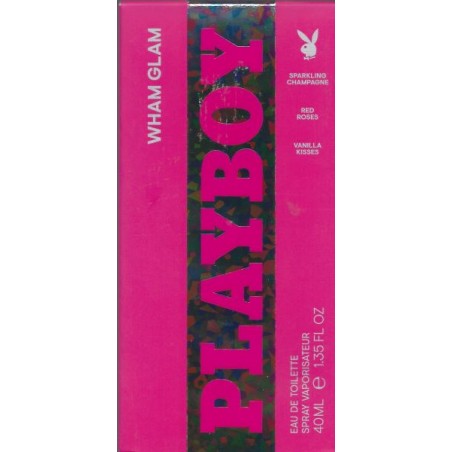 WHAM GLAM
PLAYBOY
SPARKLING
CHAMPAGNE
RED
ROSES
VANILLA
KISSES
EAU DE TOILETTE
SPRAY VAPORISATEUR
40ML ℮ 1.35 FL OZ